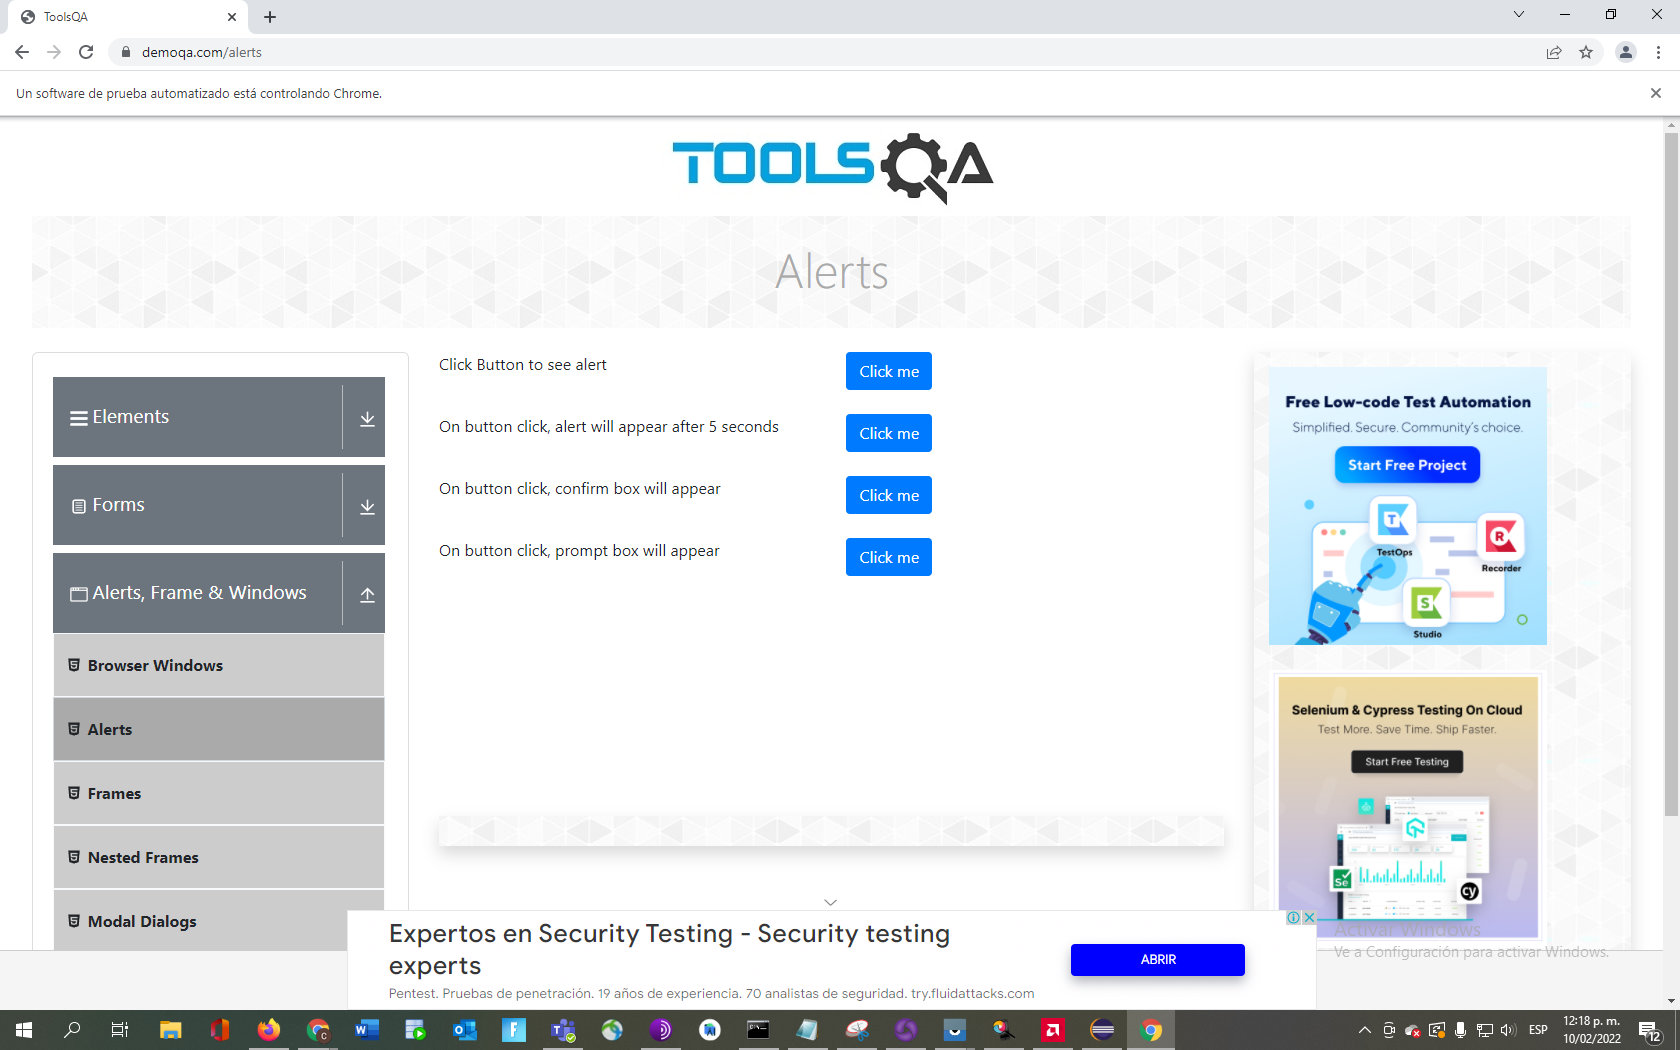 ToolsQA
demoqa.com/alerts
Un software de prueba automatizado está controlando Chrome.
TOOLSQA
Alerts
Elements
Forms
Alerts, Frame & Windows
Browser Windows
Alerts
Frames
Nested Frames
Modal Dialogs
Click Button to see alert
Click me
On button click, alert will appear after 5 seconds
Click me
On button click, confirm box will appear
Click me
On button click, prompt box will appear
Click me
Free Low-code Test Automation
Simplified. Secure. Community's choice.
Start Free Project
TestOps
Recorder
Studio
Selenium & Cypress Testing On Cloud
Test More. Save Time. Ship Faster.
Start Free Testing
Se
cy
Activar Windows
Ve a Configuración para activar Windows.
Expertos en Security Testing - Security testing
experts
Pentest. Pruebas de penetración. 19 años de experiencia. 70 analistas de seguridad. try.fluidattacks.com
ABRIR
ESP
12:18 p. m.
10/02/2022
12